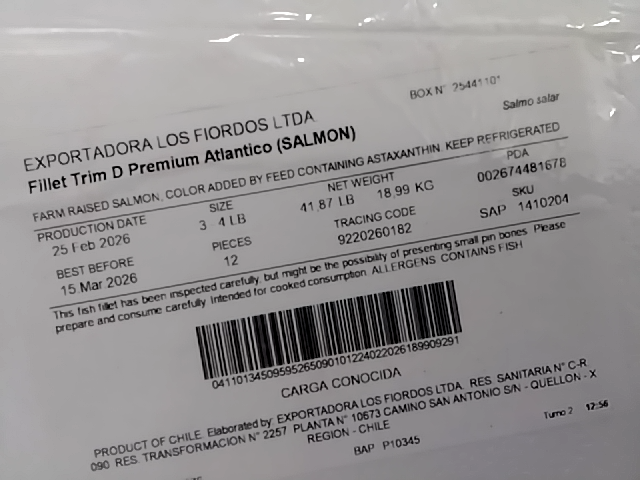 BOX N° 25441101
EXPORTADORA LOS FIORDOS LTDA.
Salmo salar
Fillet Trim D Premium Atlantico (SALMON)
FARM RAISED SALMON, COLOR ADDED BY FEED CONTAINING ASTAXANTHIN. KEEP REFRIGERATED
PRODUCTION DATE SIZE NET WEIGHT PDA
25 Feb 2026 3 - 4 LB 41.87 LB 18.99 KG 002674481678
BEST BEFORE PIECES TRACING CODE SKU
15 Mar 2026 12 9220260182 SAP 1410204
This fish fillet has been inspected carefully, but might be the possibility of presenting small pin bones. Please
prepare and consume carefully. Intended for cooked consumption. ALLERGENS: CONTAINS FISH
04110134509595265090101224022026189909291
CARGA CONOCIDA
PRODUCT OF CHILE. Elaborated by: EXPORTADORA LOS FIORDOS LTDA. RES. SANITARIA N° C-R
090 RES. TRANSFORMACION N° 2257 PLANTA N° 10673 CAMINO SAN ANTONIO S/N - QUELLON - X
REGION - CHILE
Turno 2 12:56
BAP P10345